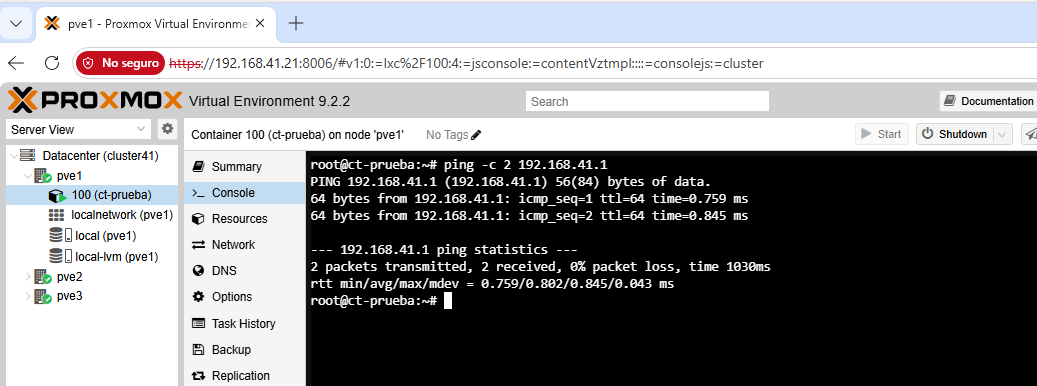 pve1 - Proxmox Virtual Environme
No seguro https://192.168.41.21:8006/#v1:0:=lxc%2F100:4:=jsconsole:=contentVztmpl::::=consolejs:=cluster
PROXMOX Virtual Environment 9.2.2 Search Documentation
Server View
Container 100 (ct-prueba) on node 'pve1' No Tags Start Shutdown
Datacenter (cluster41)
pve1
100 (ct-prueba)
localnetwork (pve1)
local (pve1)
local-lvm (pve1)
pve2
pve3
Summary
Console
Resources
Network
DNS
Options
Task History
Backup
Replication
root@ct-prueba:~# ping -c 2 192.168.41.1
PING 192.168.41.1 (192.168.41.1) 56(84) bytes of data.
64 bytes from 192.168.41.1: icmp_seq=1 ttl=64 time=0.759 ms
64 bytes from 192.168.41.1: icmp_seq=2 ttl=64 time=0.845 ms
--- 192.168.41.1 ping statistics ---
2 packets transmitted, 2 received, 0% packet loss, time 1030ms
rtt min/avg/max/mdev = 0.759/0.802/0.845/0.043 ms
root@ct-prueba:~#